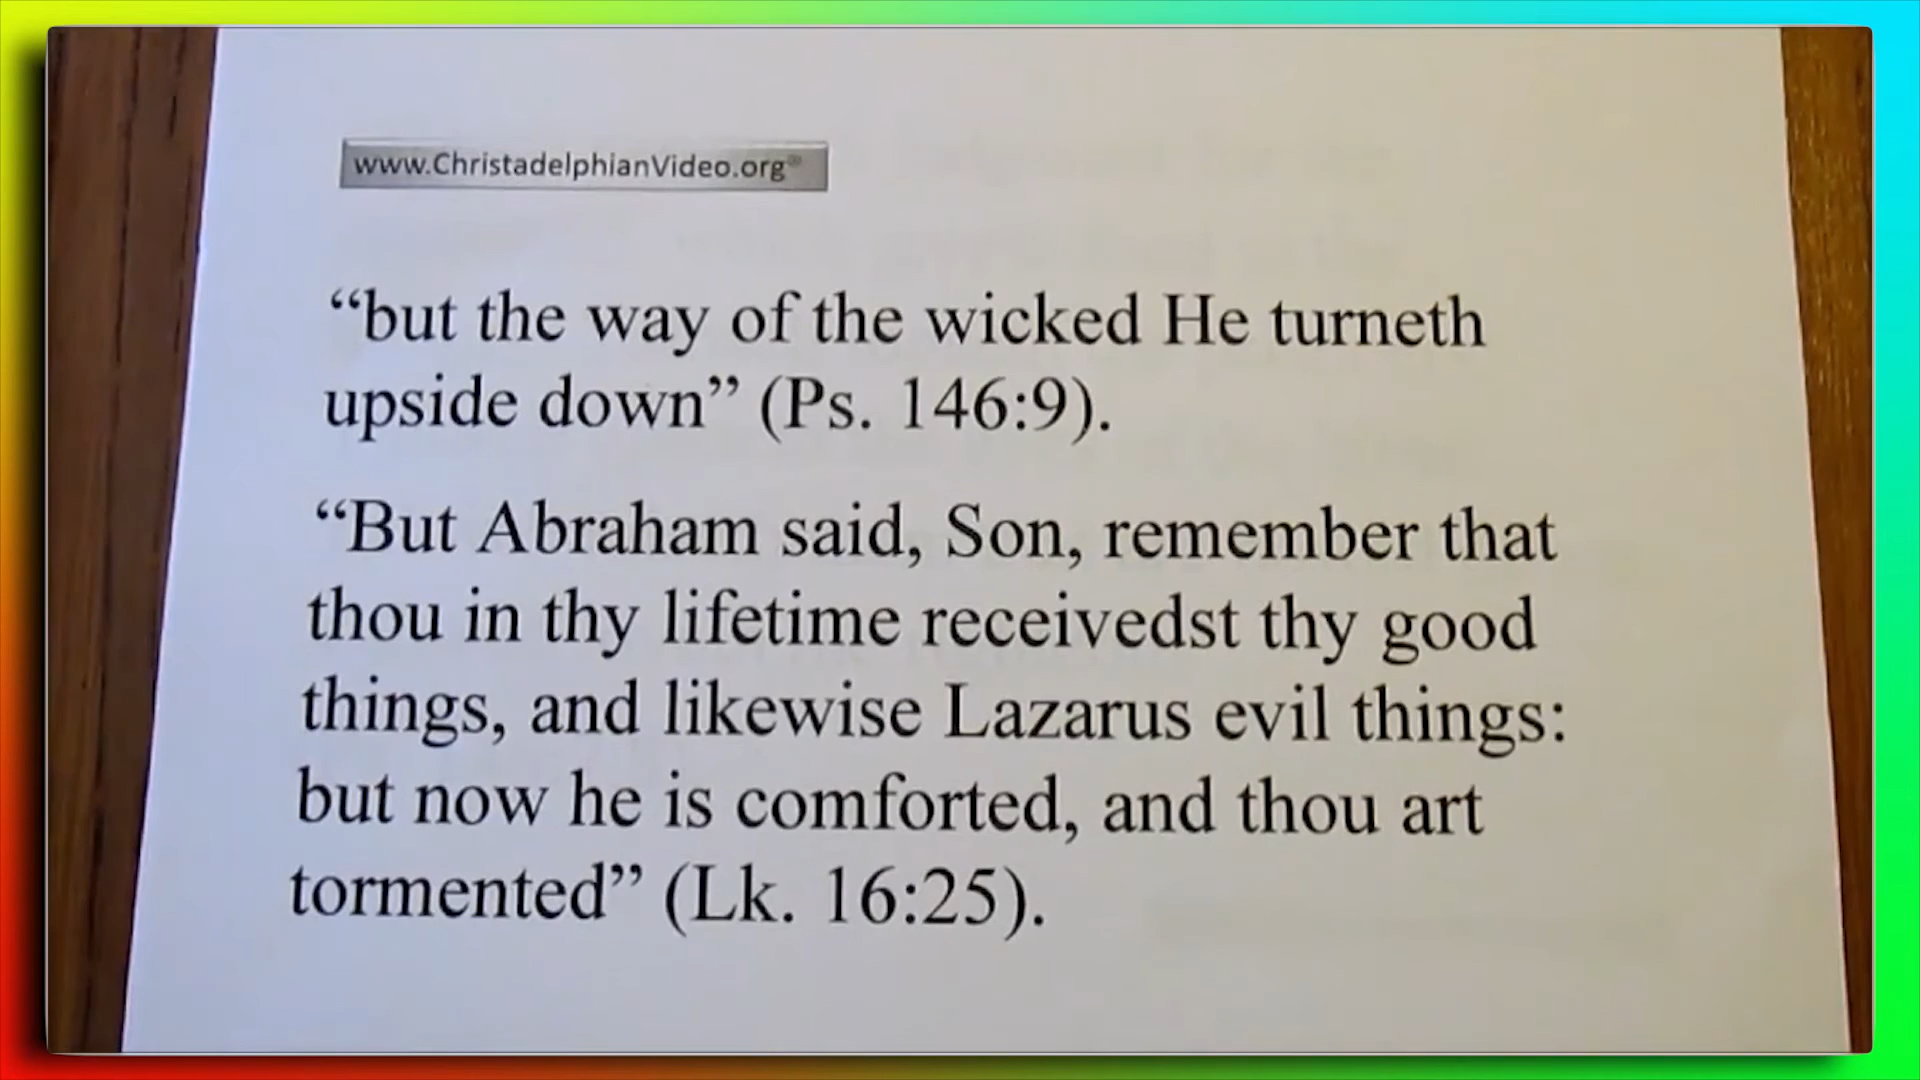 www.ChristadelphianVideo.org®
“but the way of the wicked He turneth
upside down” (Ps. 146:9).
“But Abraham said, Son, remember that
thou in thy lifetime receivedst thy good
things, and likewise Lazarus evil things:
but now he is comforted, and thou art
tormented” (Lk. 16:25).